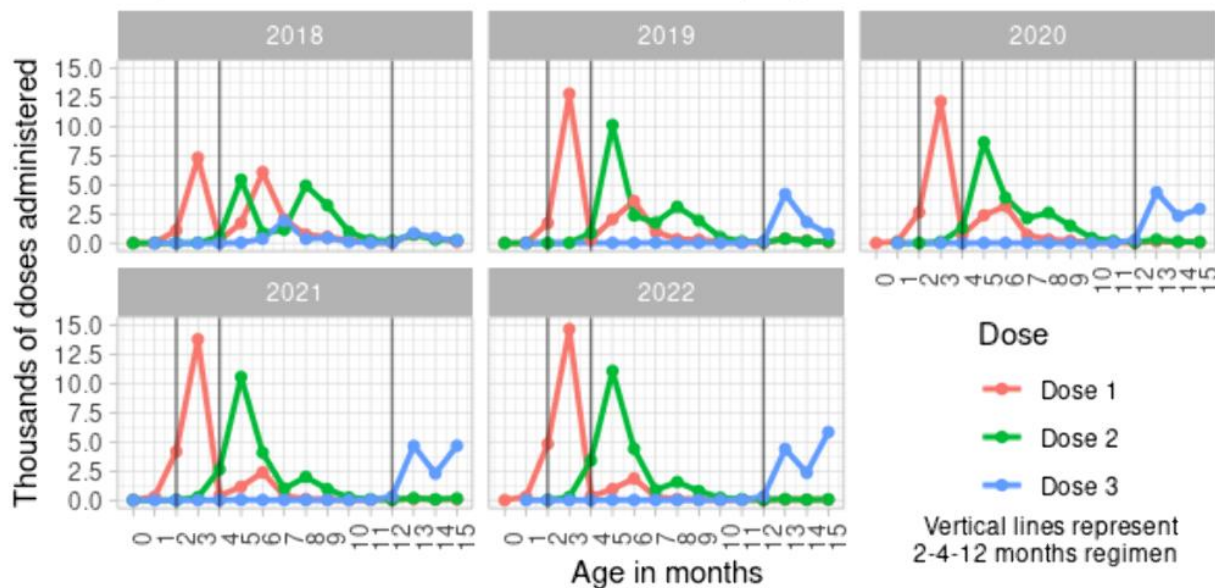 2018
2019
2020
Thousands of doses administered
15.0
12.5
10.0
7.5
5.0
2.5
0.0
0 1 2 3 4 5 6 7 8 9 10 11 12 13 14 15
2021
2022
15.0
12.5
10.0
7.5
5.0
2.5
0.0
0 1 2 3 4 5 6 7 8 9 10 11 12 13 14 15
0 1 2 3 4 5 6 7 8 9 10 11 12 13 14 15
Age in months
Dose
Dose 1
Dose 2
Dose 3
Vertical lines represent
2-4-12 months regimen